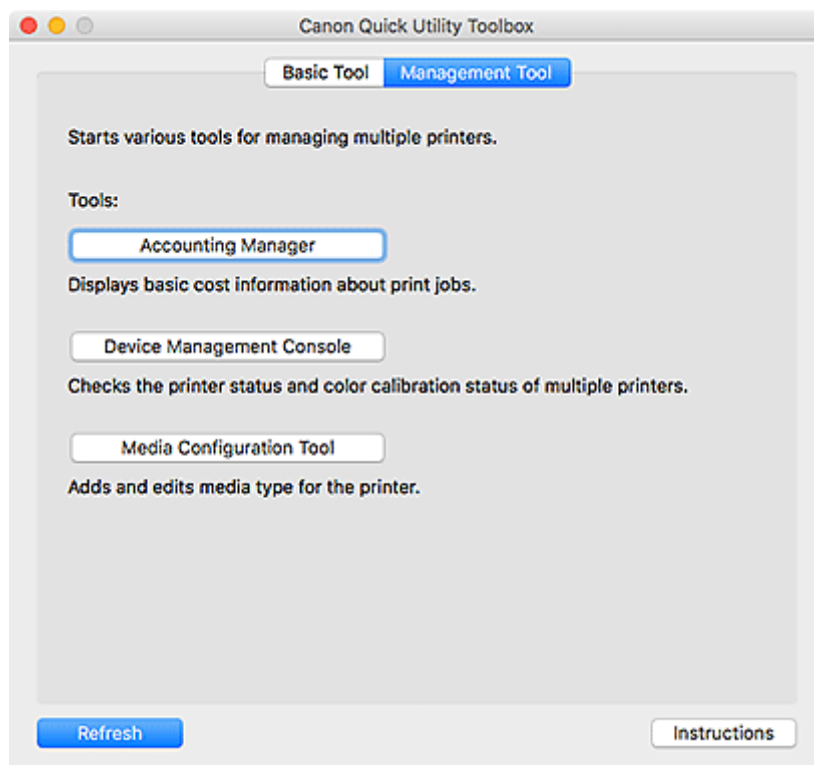 Canon Quick Utility Toolbox
Basic Tool Management Tool
Starts various tools for managing multiple printers.
Tools:
Accounting Manager
Displays basic cost information about print jobs.
Device Management Console
Checks the printer status and color calibration status of multiple printers.
Media Configuration Tool
Adds and edits media type for the printer.
Refresh Instructions